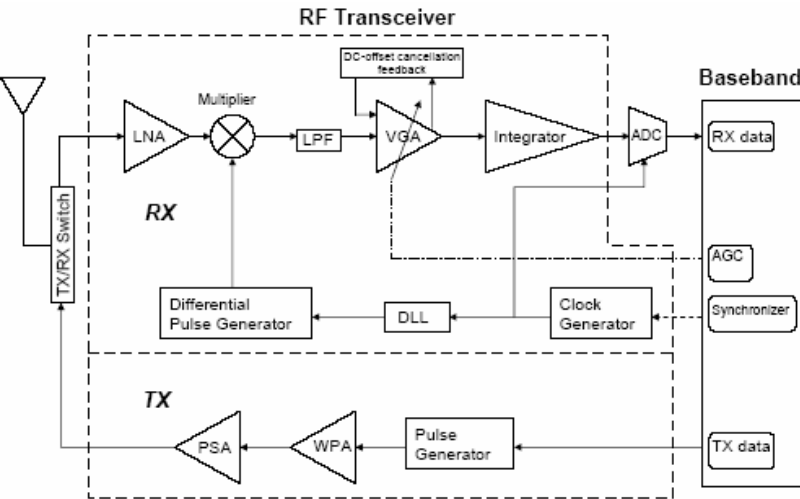 RF Transceiver
DC-offset cancellation
feedback
Baseband
Multiplier
LNA
LPF
VGA
Integrator
ADC
RX data
RX
TX/RX Switch
AGC
Differential
Pulse Generator
DLL
Clock
Generator
Synchronizer
TX
PSA
WPA
Pulse
Generator
TX data